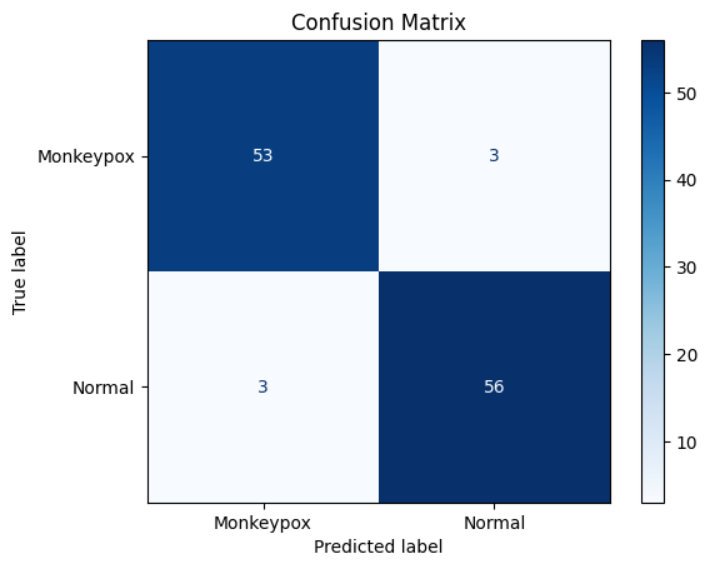 Confusion Matrix
True label
Monkeypox
53
3
Normal
3
56
Monkeypox
Normal
Predicted label
50
40
30
20
10